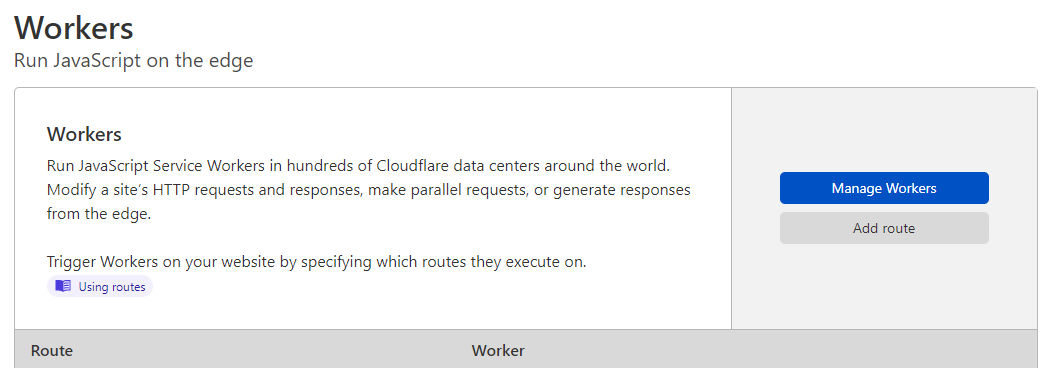 Workers
Run JavaScript on the edge
Workers
Run JavaScript Service Workers in hundreds of Cloudflare data centers around the world.
Modify a site’s HTTP requests and responses, make parallel requests, or generate responses
from the edge.
Trigger Workers on your website by specifying which routes they execute on.
Using routes
Manage Workers
Add route
Route Worker